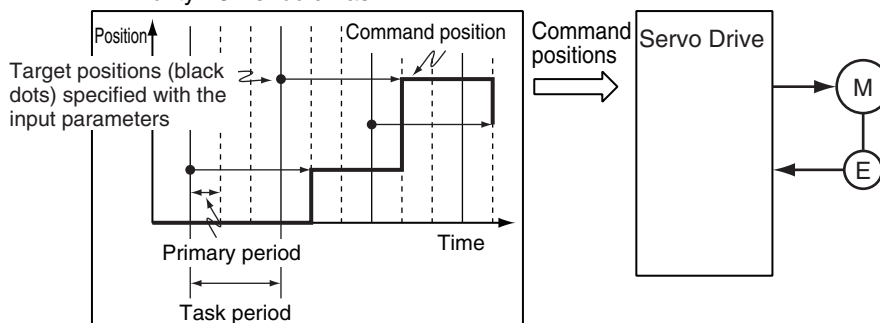 Position
Command position
Target positions (black
dots) specified with the
input parameters
Primary period
Time
Task period
Command
positions
Servo Drive
M
E